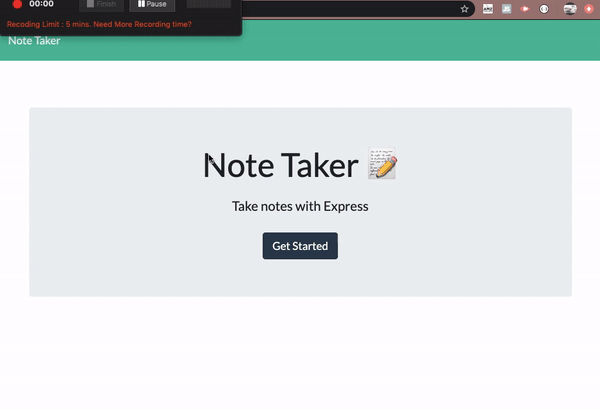 00:00 Finish Pause
Recoding Limit : 5 mins. Need More Recording time?
Note Taker
Note Taker
Take notes with Express
Get Started